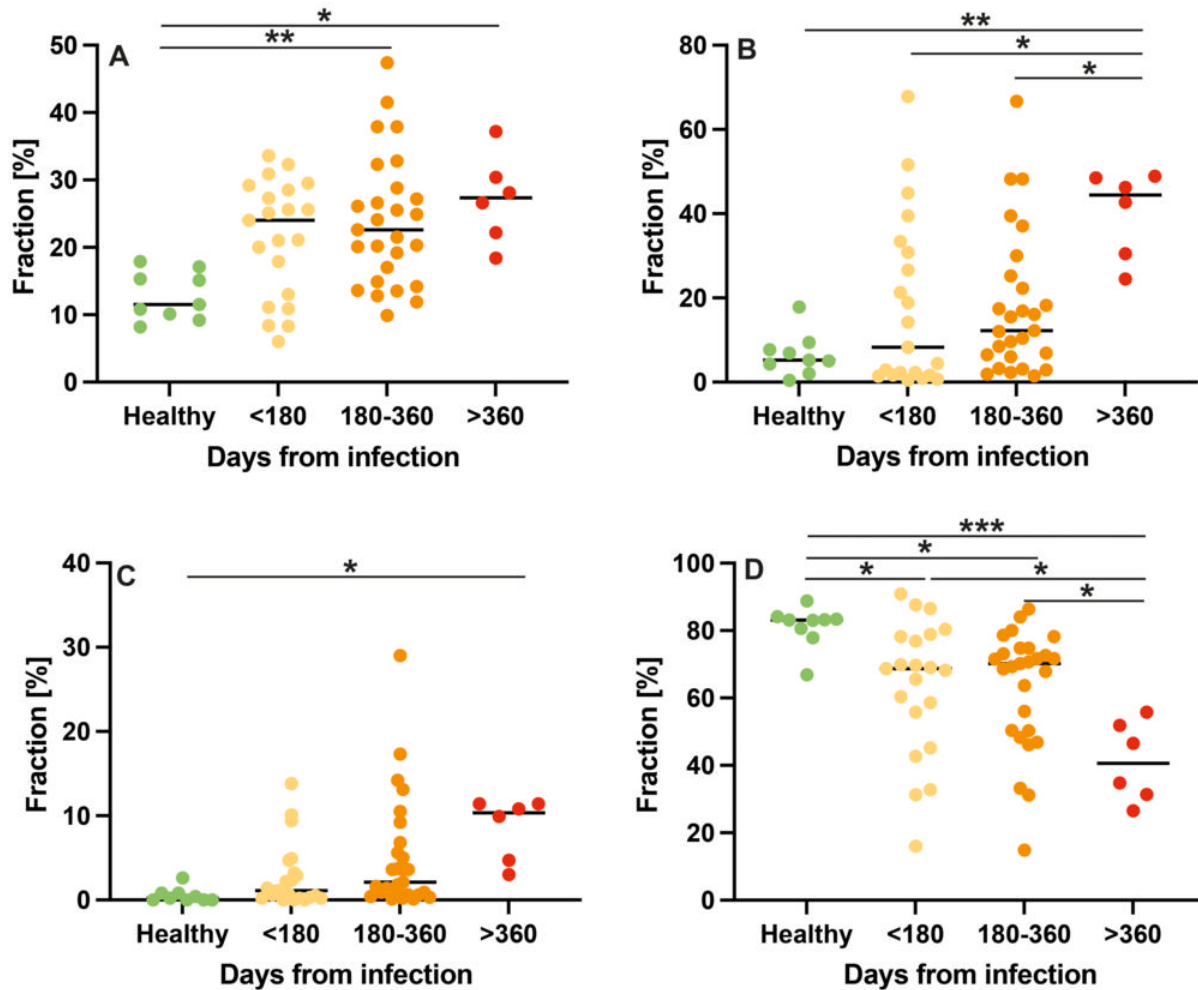 *
**
50
40
30
20
10
0
A
Fraction [%]
Healthy <180 180-360 >360
Days from infection
**
*
*
80
60
40
20
0
B
Fraction [%]
Healthy <180 180-360 >360
Days from infection
*
40
30
20
10
0
C
Fraction [%]
Healthy <180 180-360 >360
Days from infection
***
*
* *
*
100
80
60
40
20
0
D
Fraction [%]
Healthy <180 180-360 >360
Days from infection